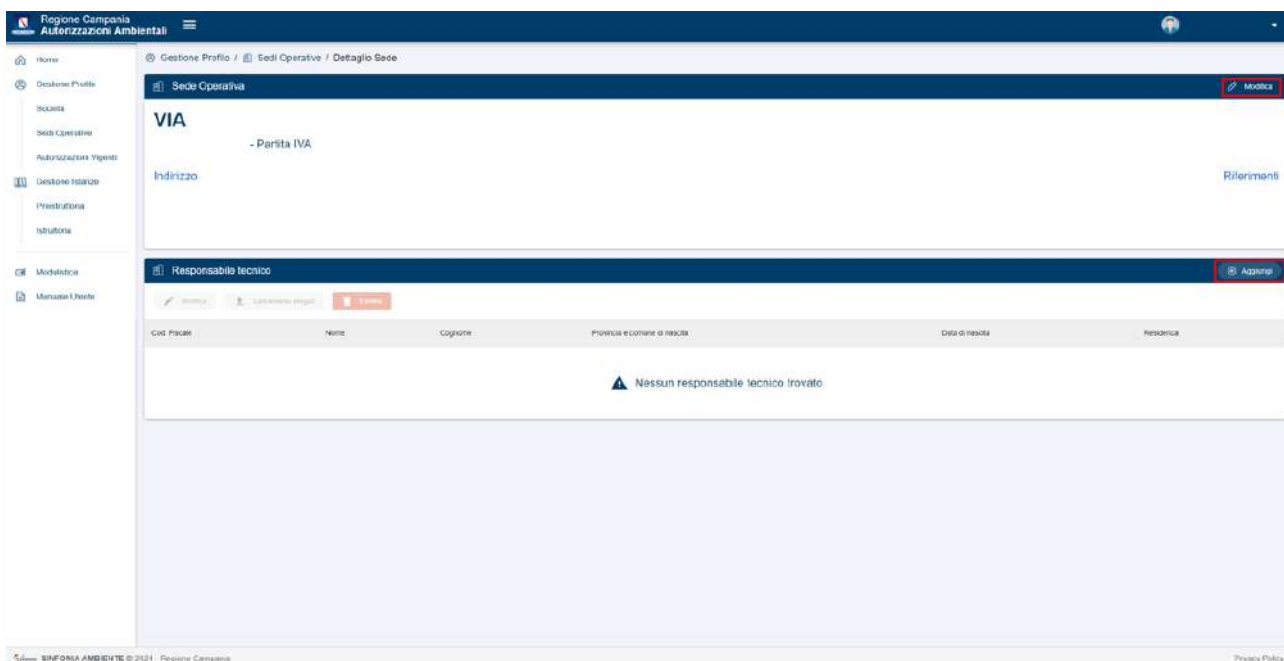 Regione Campania
Autorizzazioni Ambientali
Home
Gestione Profilo / Sedi Operative / Dettaglio Sede
Gestione Profilo
Società
Sedi Operative
Autorizzazioni Vigenti
Gestione Istanze
Preistruttoria
Istruttoria
Modulistica
Manuale Utente
Sede Operativa
Modifica
VIA
- Partita IVA
Indirizzo
Riferimenti
Responsabile tecnico
Aggiungi
Modifica
Elimina
Cod. Fiscale Nome Cognome Provincia e comune di nascita Data di nascita Residenza
Nessun responsabile tecnico trovato
SINFONIA AMBIENTE © 2024 Regione Campania
Privacy Policy